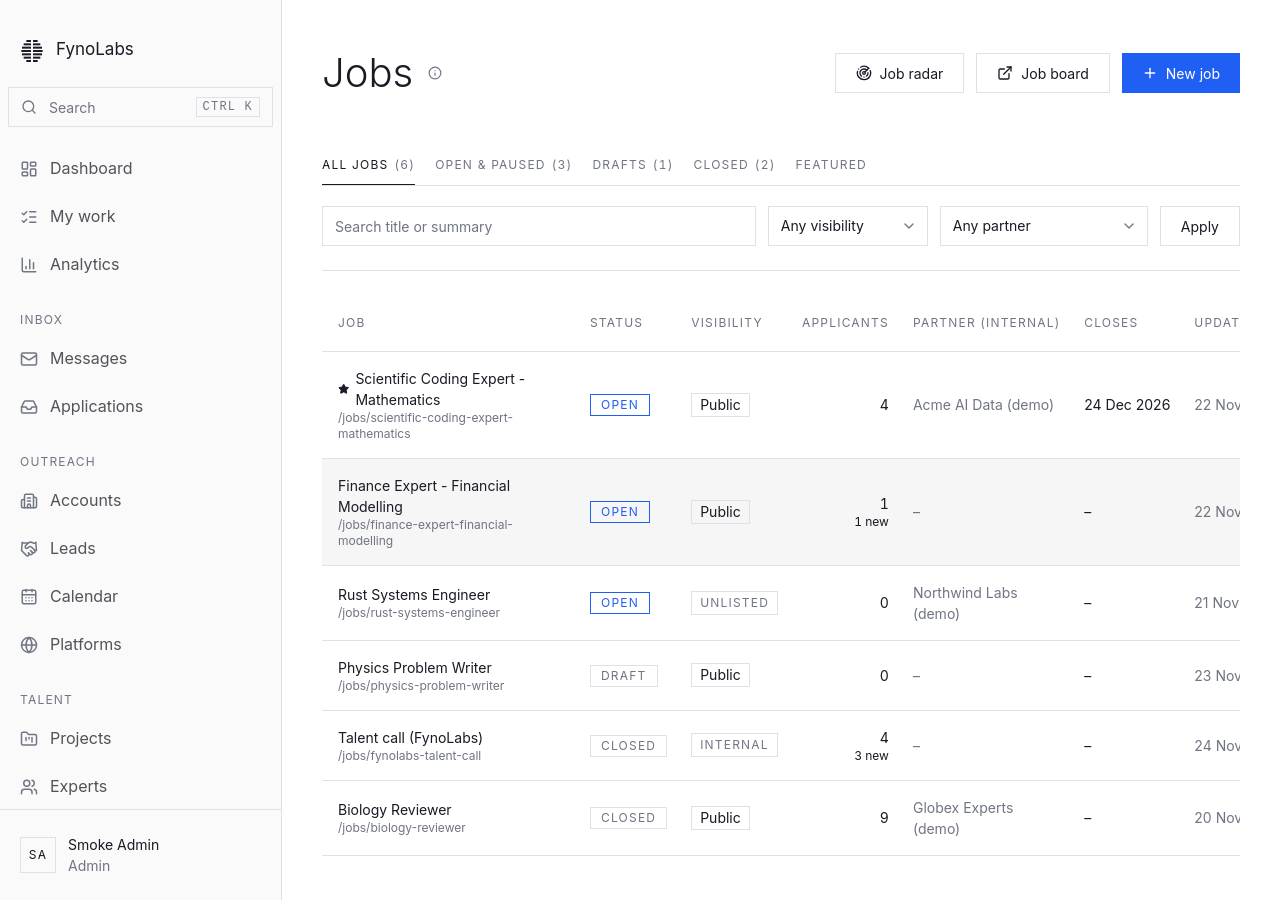 FynoLabs
Search
CTRL K
Dashboard
My work
Analytics
INBOX
Messages
Applications
OUTREACH
Accounts
Leads
Calendar
Platforms
TALENT
Projects
Experts
SA
Smoke Admin
Admin
Jobs
Job radar
Job board
New job
ALL JOBS (6)
OPEN & PAUSED (3)
DRAFTS (1)
CLOSED (2)
FEATURED
Search title or summary
Any visibility
Any partner
Apply
JOB STATUS VISIBILITY APPLICANTS PARTNER (INTERNAL) CLOSES UPDAT
Scientific Coding Expert -
Mathematics
/jobs/scientific-coding-expert-
mathematics
OPEN
Public
4
Acme AI Data (demo)
24 Dec 2026
22 Nov
Finance Expert - Financial
Modelling
/jobs/finance-expert-financial-
modelling
OPEN
Public
1
1 new
–
–
22 Nov
Rust Systems Engineer
/jobs/rust-systems-engineer
OPEN
UNLISTED
0
Northwind Labs
(demo)
–
21 Nov
Physics Problem Writer
/jobs/physics-problem-writer
DRAFT
Public
0
–
–
23 Nov
Talent call (FynoLabs)
/jobs/fynolabs-talent-call
CLOSED
INTERNAL
4
3 new
–
–
24 Nov
Biology Reviewer
/jobs/biology-reviewer
CLOSED
Public
9
Globex Experts
(demo)
–
20 Nov